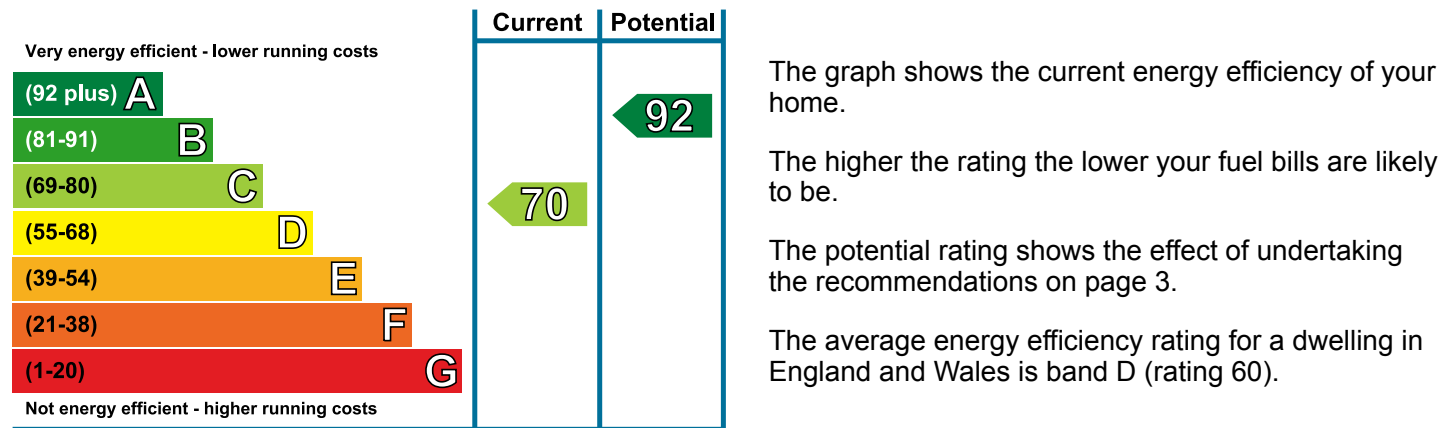 Current Potential
Very energy efficient - lower running costs
(92 plus) A
92
(81-91) B
(69-80) C
70
(55-68) D
(39-54) E
(21-38) F
(1-20) G
Not energy efficient - higher running costs
The graph shows the current energy efficiency of your
home.
The higher the rating the lower your fuel bills are likely
to be.
The potential rating shows the effect of undertaking
the recommendations on page 3.
The average energy efficiency rating for a dwelling in
England and Wales is band D (rating 60).